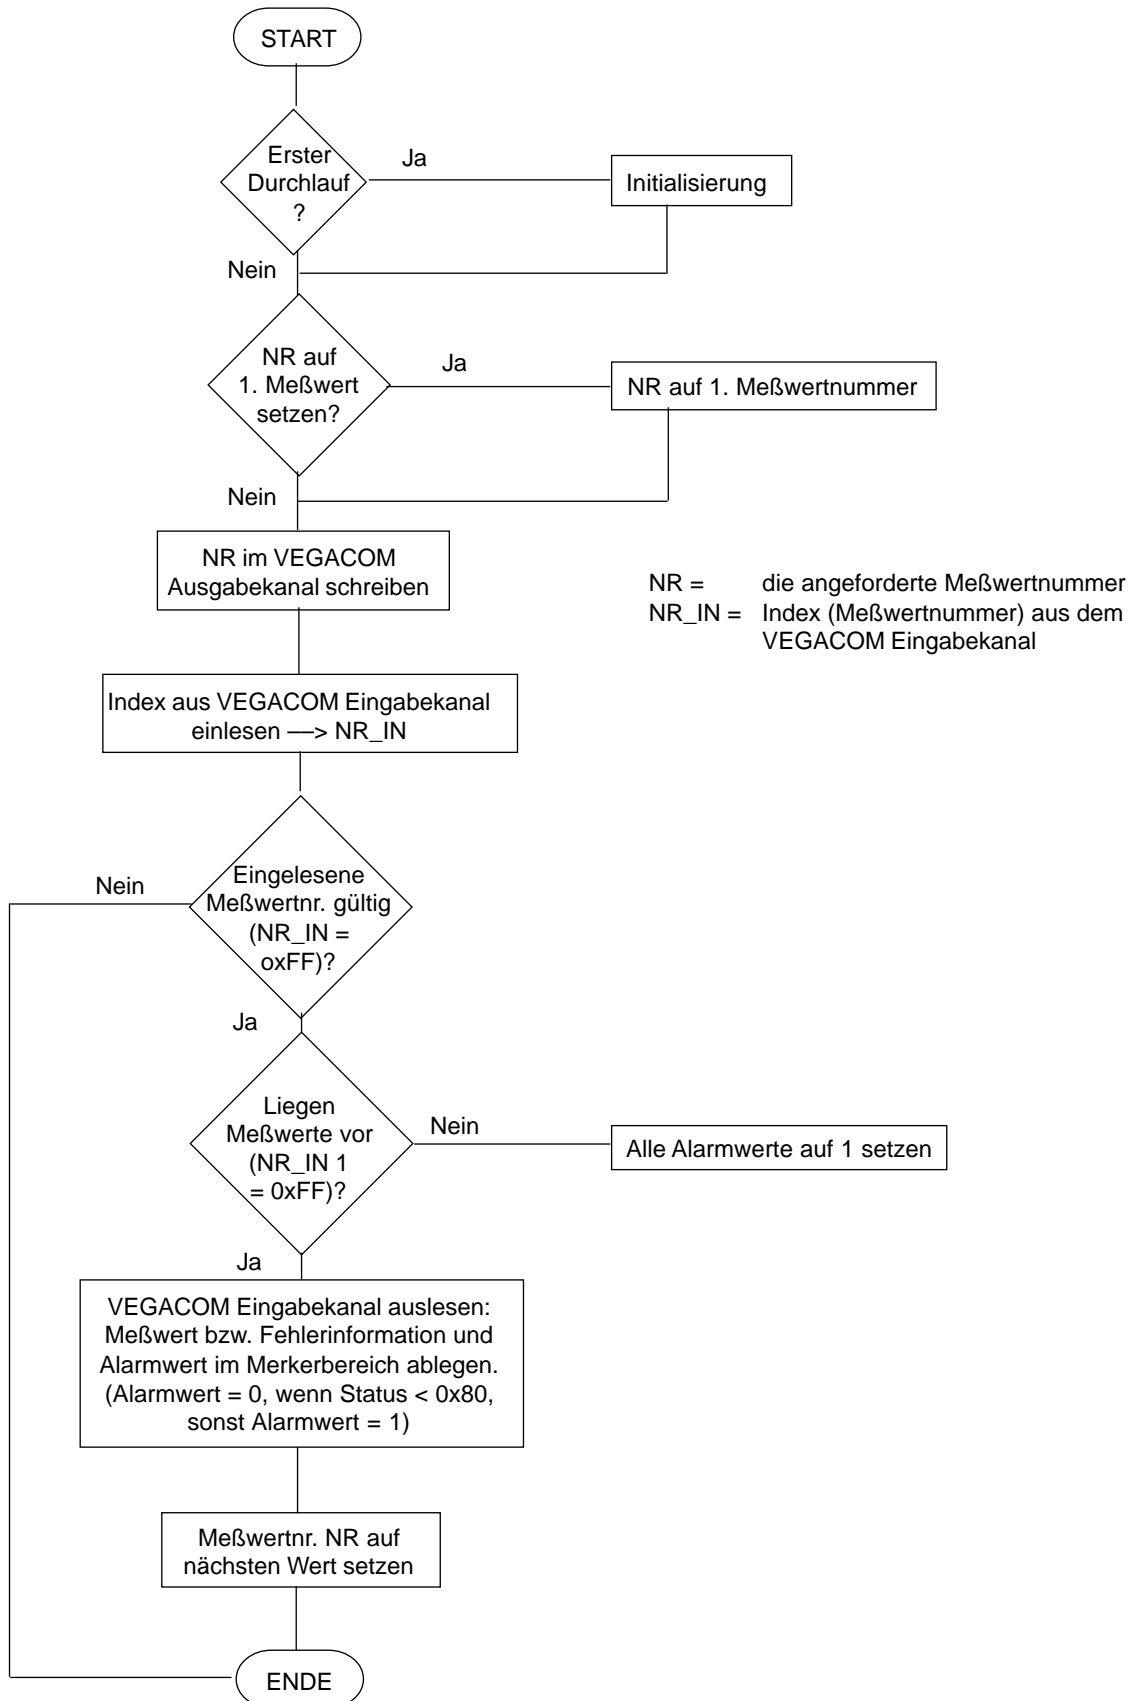 START
Erster
Durchlauf
?
Ja
Initialisierung
Nein
NR auf
1. Meßwert
setzen?
Ja
NR auf 1. Meßwertnummer
Nein
NR im VEGACOM
Ausgabekanal schreiben
NR = die angeforderte Meßwertnummer
NR_IN = Index (Meßwertnummer) aus dem
VEGACOM Eingabekanal
Index aus VEGACOM Eingabekanal
einlesen —> NR_IN
Eingelesene
Meßwertnr. gültig
(NR_IN =
oxFF)?
Nein
Ja
Liegen
Meßwerte vor
(NR_IN 1
= 0xFF)?
Nein
Alle Alarmwerte auf 1 setzen
Ja
VEGACOM Eingabekanal auslesen:
Meßwert bzw. Fehlerinformation und
Alarmwert im Merkerbereich ablegen.
(Alarmwert = 0, wenn Status < 0x80,
sonst Alarmwert = 1)
Meßwertnr. NR auf
nächsten Wert setzen
ENDE